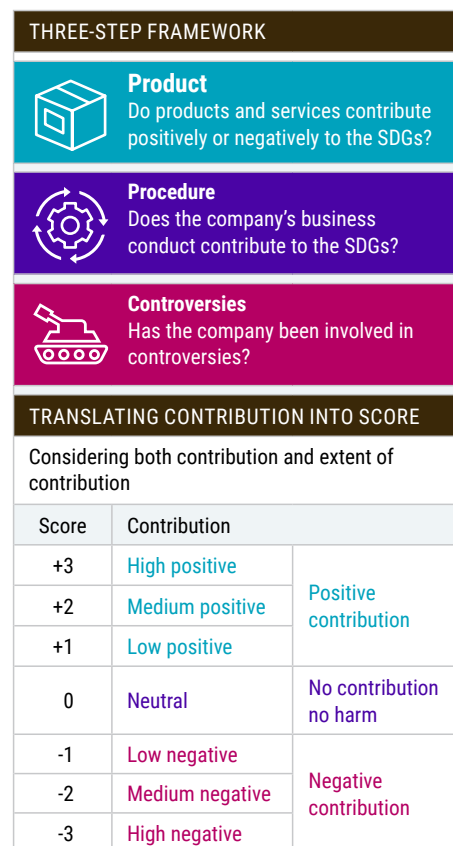 THREE-STEP FRAMEWORK
Product
Do products and services contribute
positively or negatively to the SDGs?
Procedure
Does the company's business
conduct contribute to the SDGs?
Controversies
Has the company been involved in
controversies?
TRANSLATING CONTRIBUTION INTO SCORE
Considering both contribution and extent of
contribution
Score Contribution
+3 High positive
+2 Medium positive
+1 Low positive
Positive
contribution
0 Neutral
No contribution
no harm
-1 Low negative
-2 Medium negative
-3 High negative
Negative
contribution